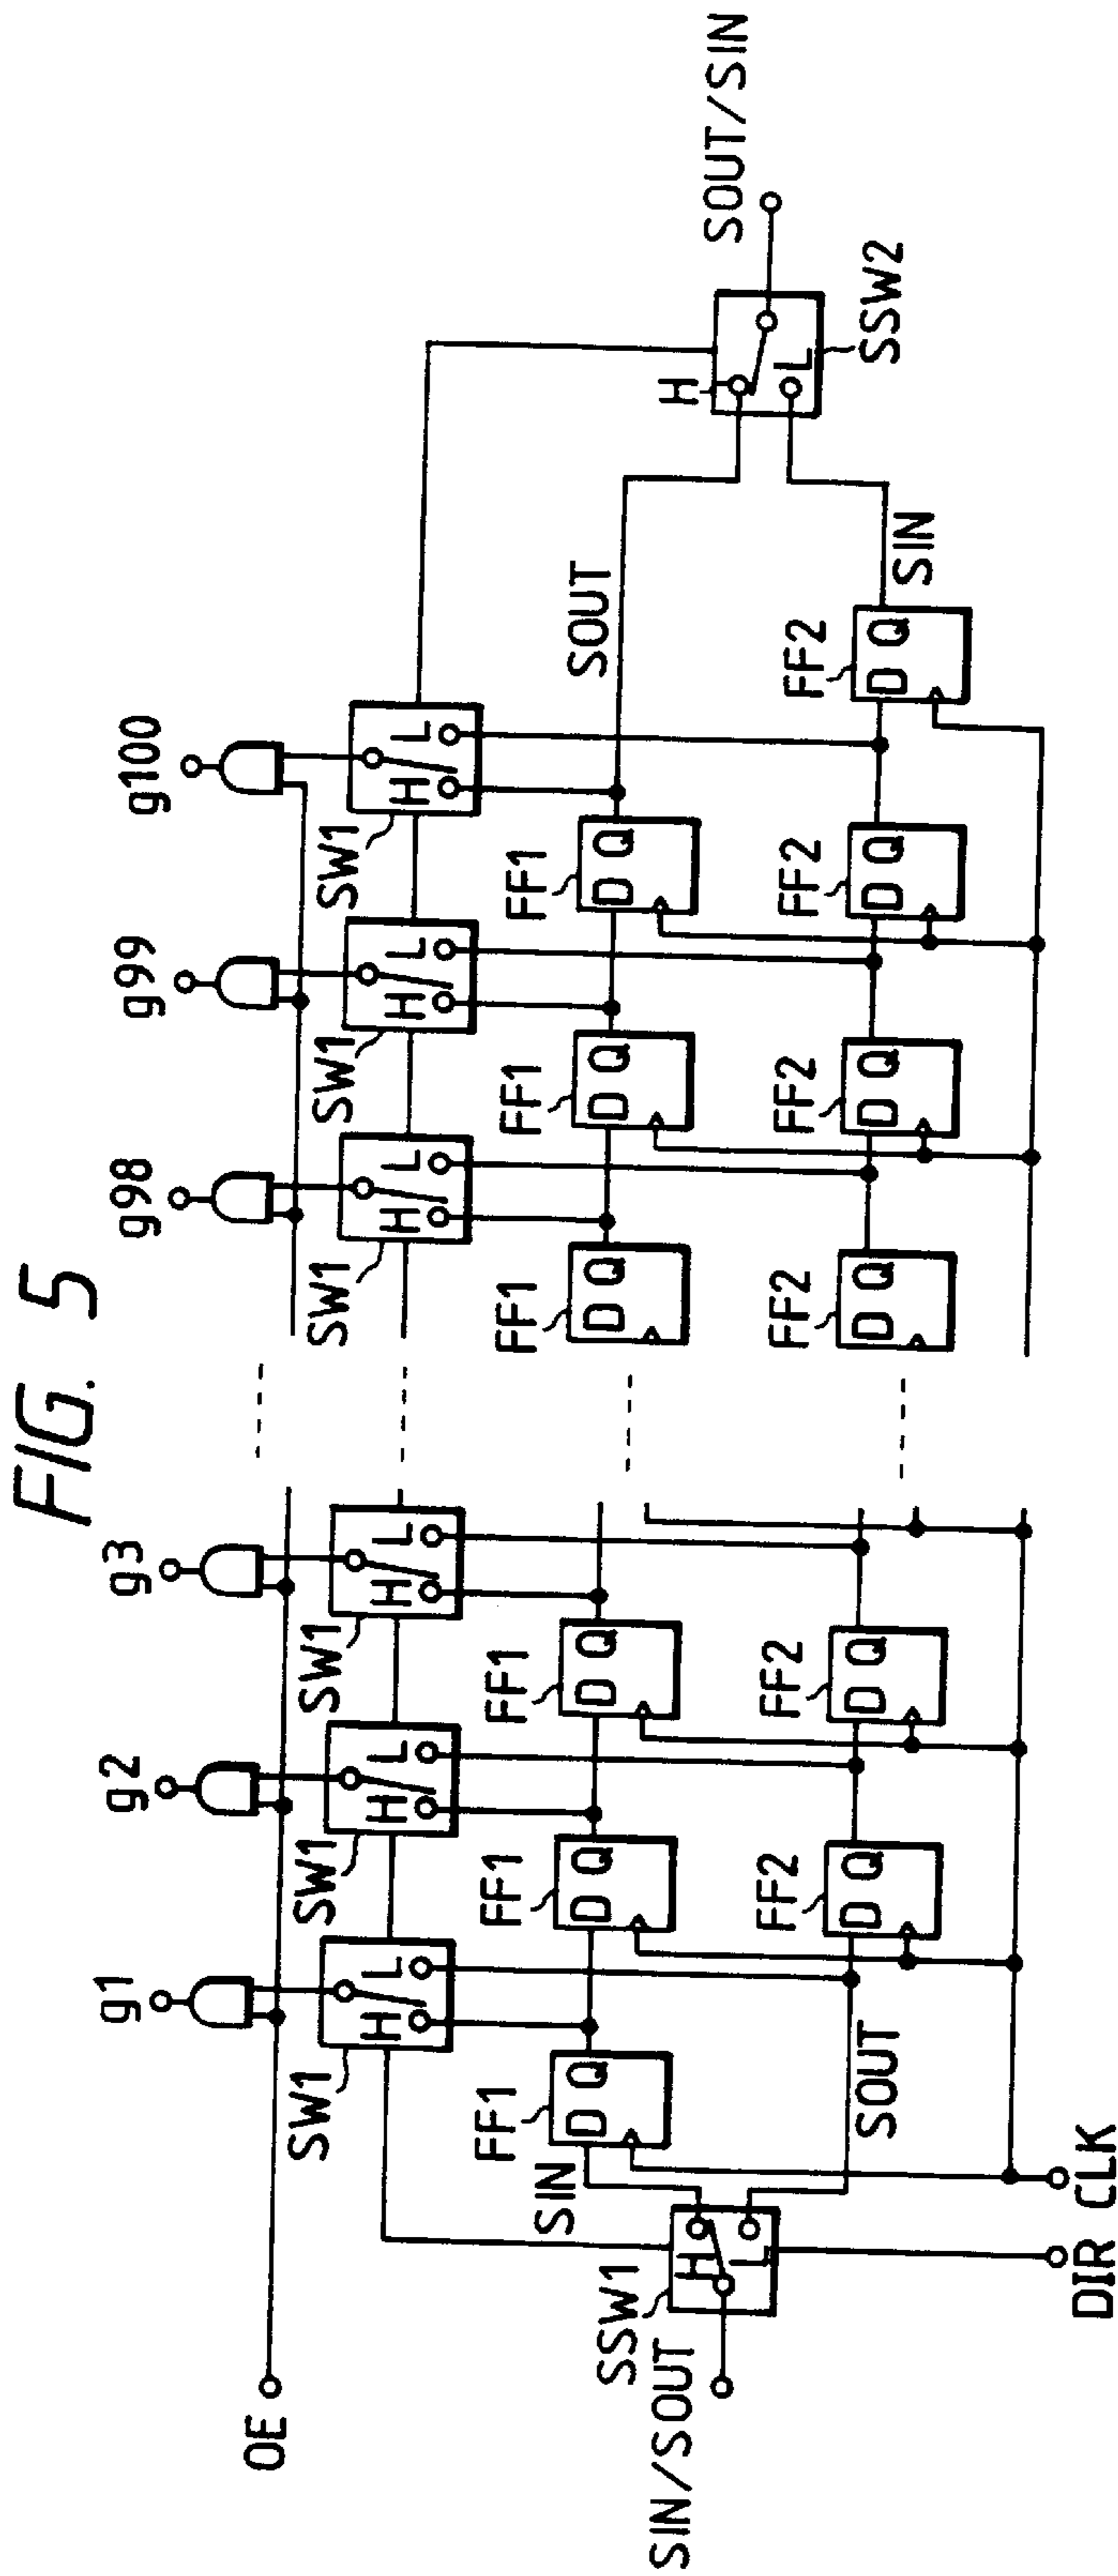 FIG. 5
g1 g2 g3 g98 g99 g100
OE
SW1 SW1 SW1 SW1 SW1 SW1
H L H L H L H L H L H L
FF1 FF1 FF1 FF1 FF1 FF1
D Q D Q D Q D Q D Q D Q
SIN SOUT
SSW1 H L
SIN/SOUT
H L SSW2
SOUT/SIN
FF2 FF2 FF2 FF2 FF2 FF2
D Q D Q D Q D Q D Q D Q
SOUT SIN
DIR CLK